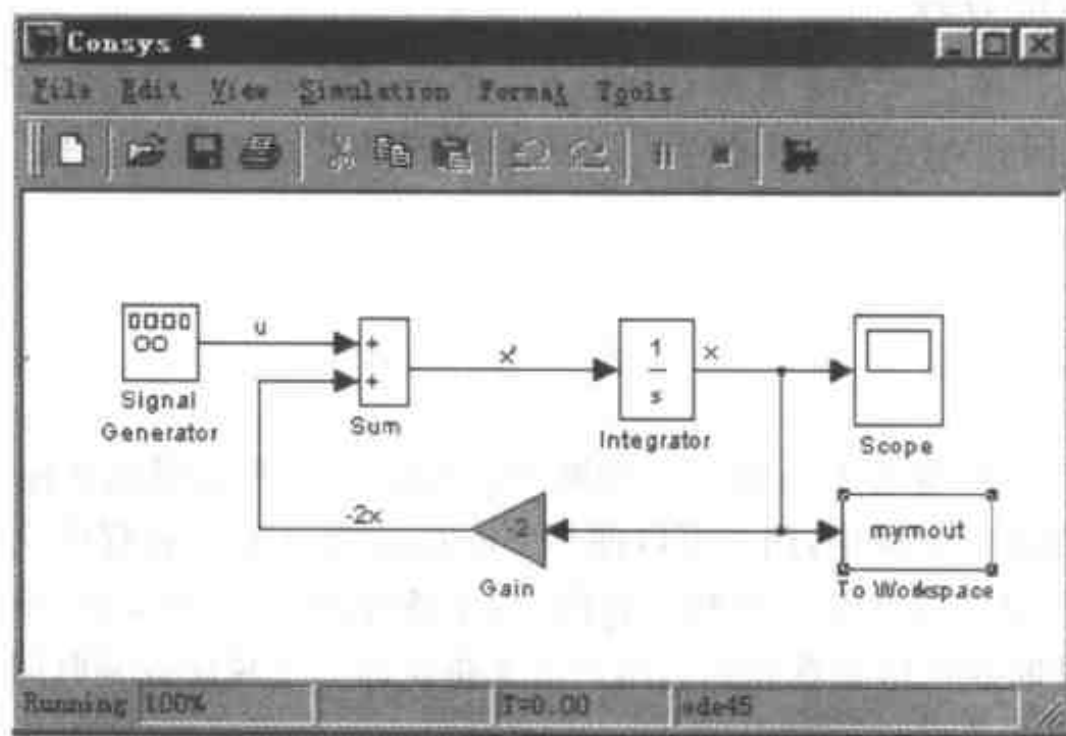 Consys *
File Edit View Simulation Format Tools
u
+
+
x'
1
s
x
Signal
Generator
Sum
Integrator
Scope
-2x
-2
mymout
Gain
To Workspace
Running 100% T=0.00 ode45